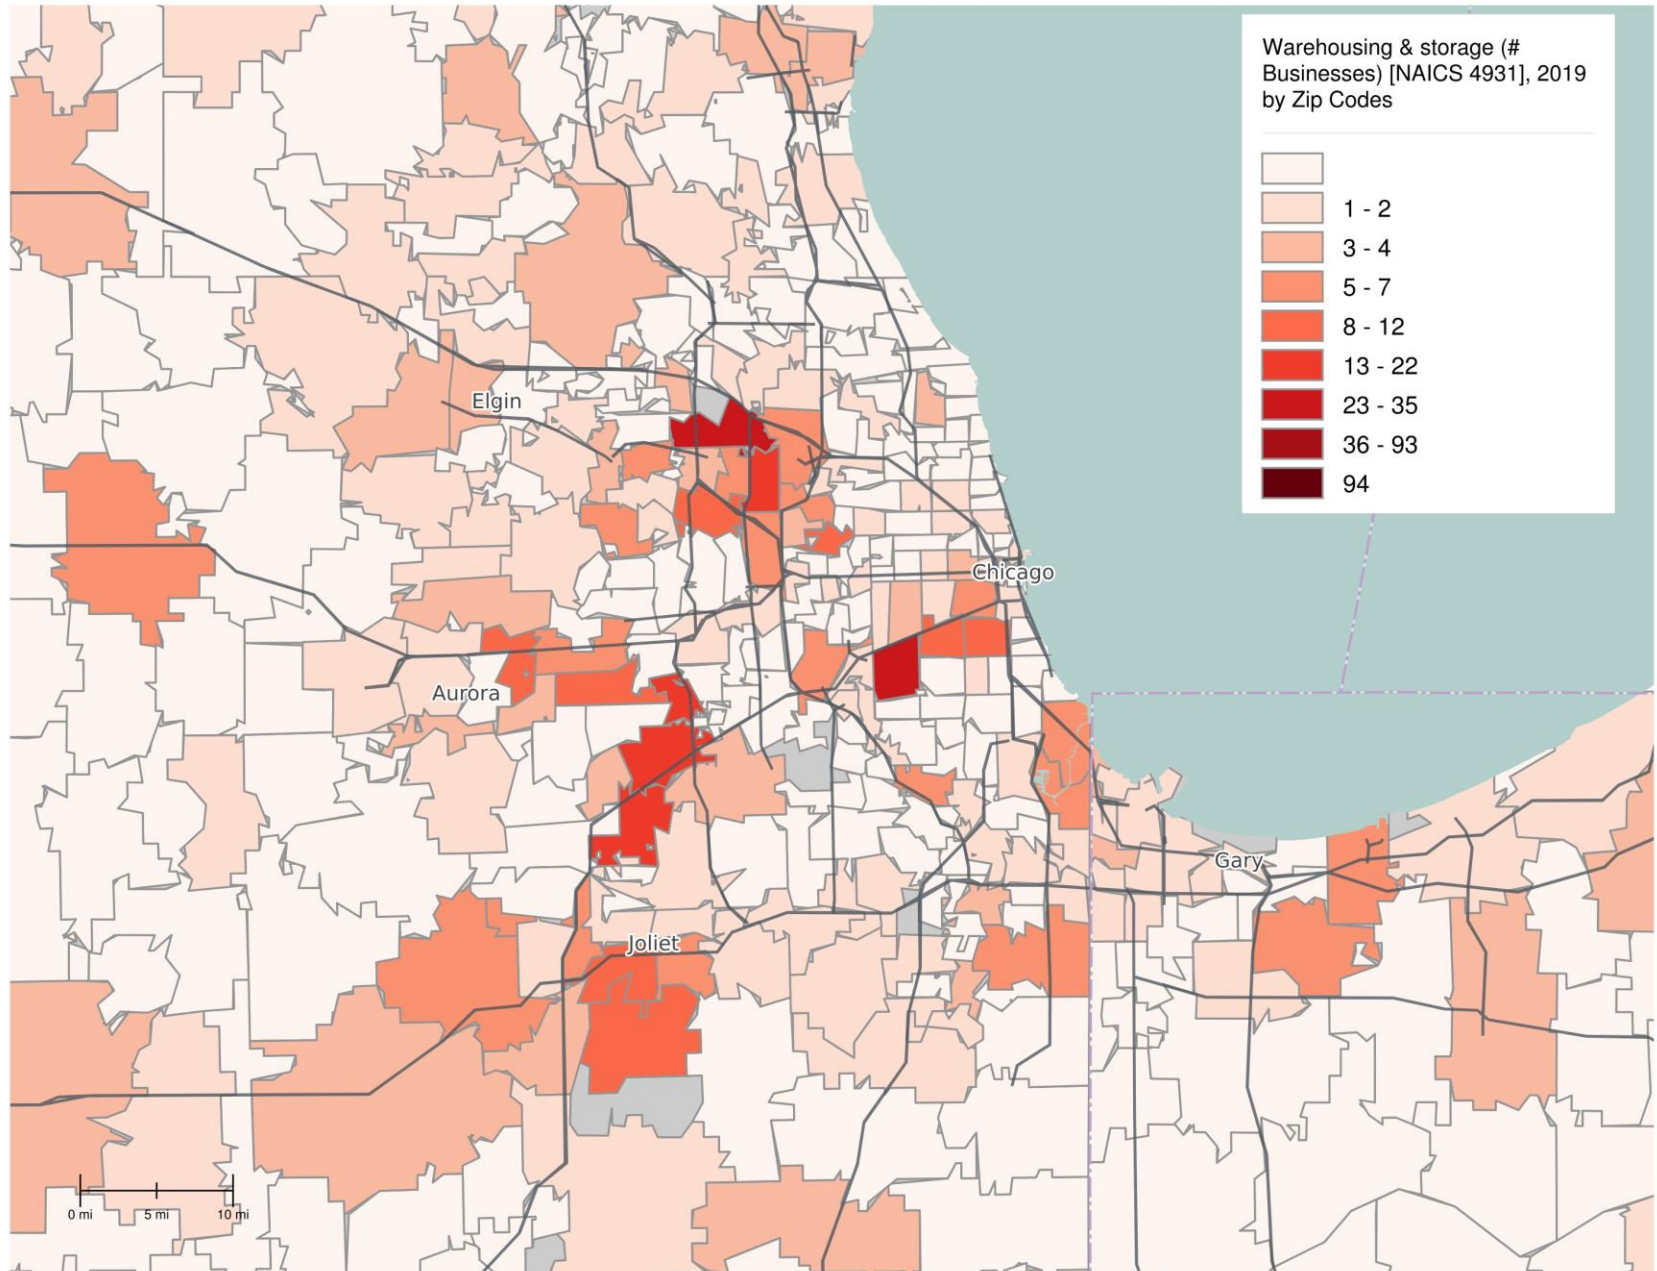 Warehousing & storage (#
Businesses) [NAICS 4931], 2019
by Zip Codes
1 - 2
3 - 4
5 - 7
8 - 12
13 - 22
23 - 35
36 - 93
94
Elgin
Chicago
Aurora
Gary
Joliet
0 mi 5 mi 10 mi